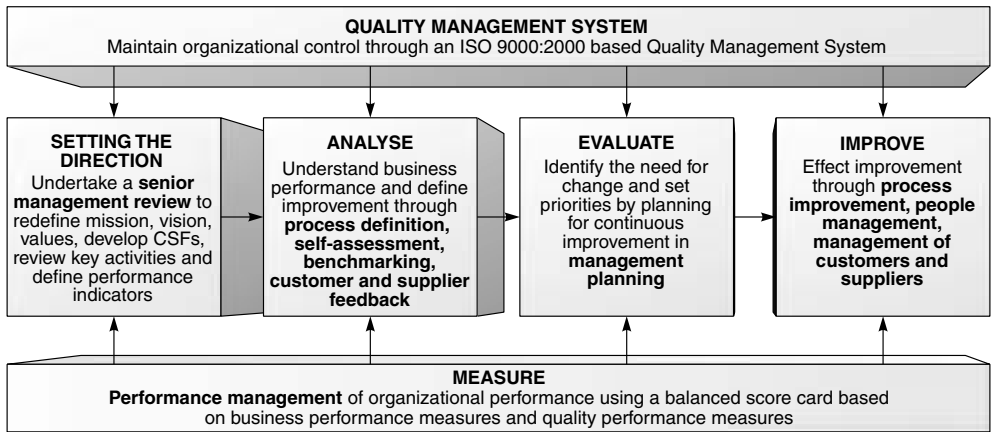 QUALITY MANAGEMENT SYSTEM
Maintain organizational control through an ISO 9000:2000 based Quality Management System
SETTING THE
DIRECTION
Undertake a senior
management review to
redefine mission, vision,
values, develop CSFs,
review key activities and
define performance
indicators
ANALYSE
Understand business
performance and define
improvement through
process definition,
self-assessment,
benchmarking,
customer and supplier
feedback
EVALUATE
Identify the need for
change and set
priorities by planning
for continuous
improvement in
management
planning
IMPROVE
Effect improvement
through process
improvement, people
management,
management of
customers and
suppliers
MEASURE
Performance management of organizational performance using a balanced score card based
on business performance measures and quality performance measures